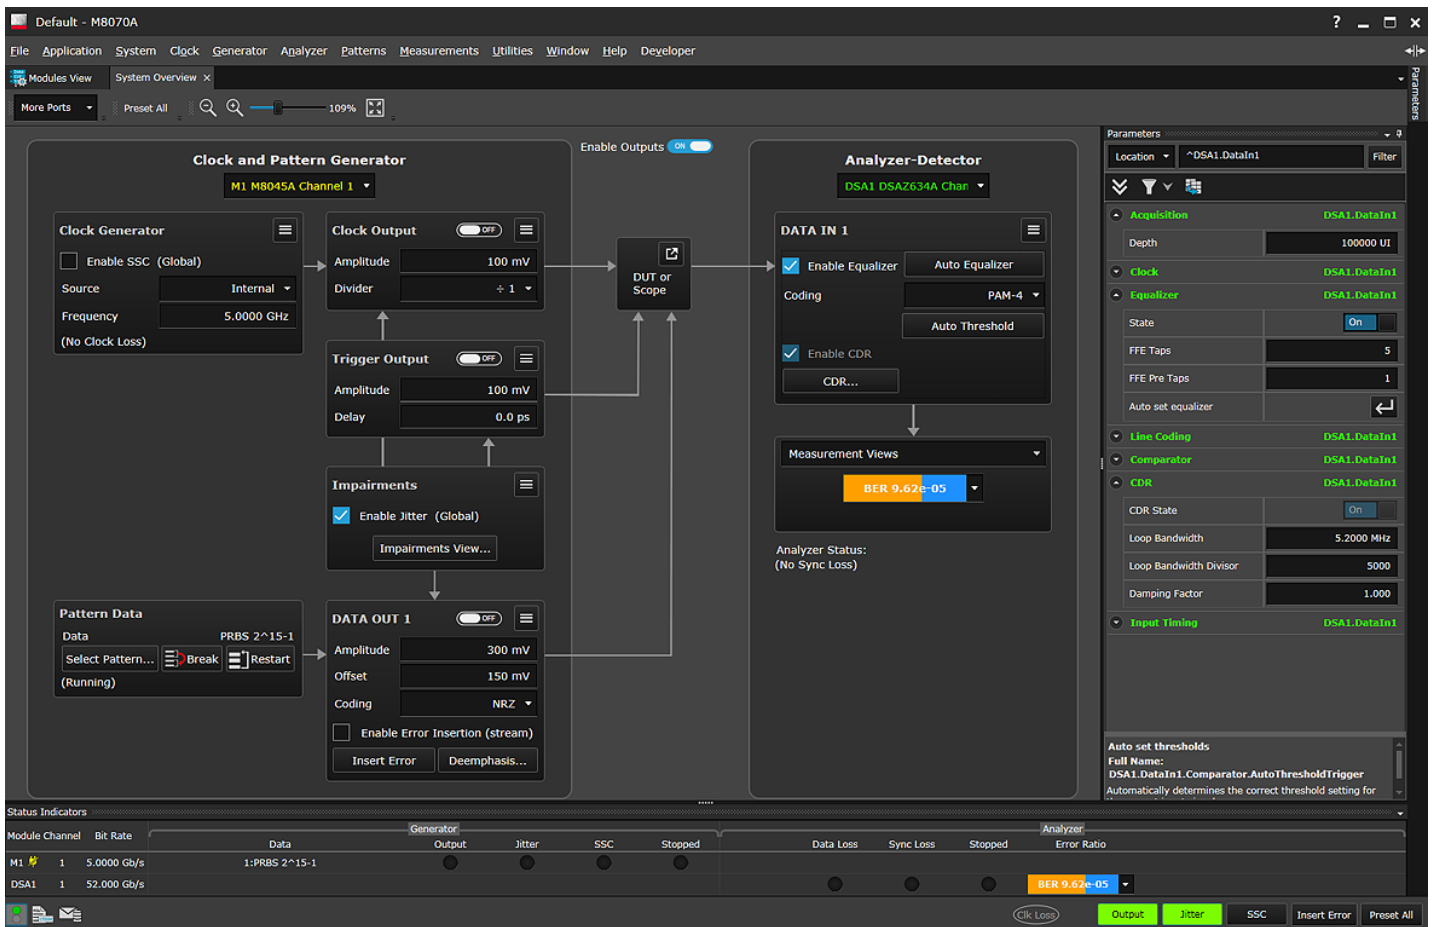 Default - M8070A
File Application System Clock Generator Analyzer Patterns Measurements Utilities Window Help Developer
Modules View System Overview
More Ports Preset All 109%
Parameters
Enable Outputs ON
Clock and Pattern Generator
M1 M8045A Channel 1
Clock Generator
Enable SSC (Global)
Source Internal
Frequency 5.0000 GHz
(No Clock Loss)
Clock Output OFF
Amplitude 100 mV
Divider ÷ 1
Trigger Output OFF
Amplitude 100 mV
Delay 0.0 ps
Impairments
Enable Jitter (Global)
Impairments View...
Pattern Data
Data PRBS 2^15-1
Select Pattern... Break Restart
(Running)
DATA OUT 1 OFF
Amplitude 300 mV
Offset 150 mV
Coding NRZ
Enable Error Insertion (stream)
Insert Error Deemphasis...
DUT or
Scope
Analyzer-Detector
DSA1 DSAZ634A Chan
DATA IN 1
Enable Equalizer Auto Equalizer
Coding PAM-4
Auto Threshold
Enable CDR
CDR...
Measurement Views
BER 9.62e-05
Analyzer Status:
(No Sync Loss)
Parameters
Location ^DSA1.DataIn1 Filter
Acquisition DSA1.DataIn1
Depth 100000 UI
Clock DSA1.DataIn1
Equalizer DSA1.DataIn1
State On
FFE Taps 5
FFE Pre Taps 1
Auto set equalizer
Line Coding DSA1.DataIn1
Comparator DSA1.DataIn1
CDR DSA1.DataIn1
CDR State On
Loop Bandwidth 5.2000 MHz
Loop Bandwidth Divisor 5000
Damping Factor 1.000
Input Timing DSA1.DataIn1
Auto set thresholds
Full Name:
DSA1.DataIn1.Comparator.AutoThresholdTrigger
Automatically determines the correct threshold setting for
Status Indicators
Generator Analyzer
Module Channel Bit Rate Data Output Jitter SSC Stopped Data Loss Sync Loss Stopped Error Ratio
M1 1 5.0000 Gb/s 1:PRBS 2^15-1
DSA1 1 52.000 Gb/s BER 9.62e-05
Clk Loss Output Jitter SSC Insert Error Preset All